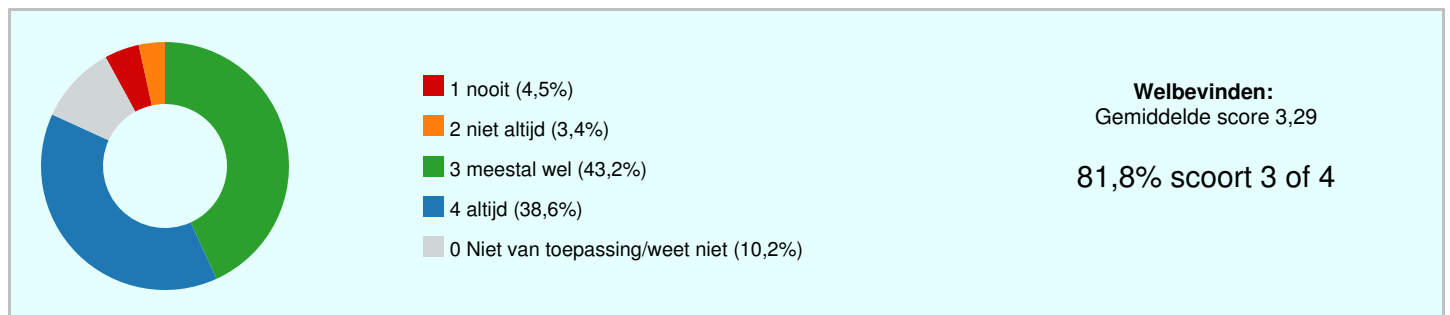 1 nooit (4,5%)
2 niet altijd (3,4%)
3 meestal wel (43,2%)
4 altijd (38,6%)
0 Niet van toepassing/weet niet (10,2%)
Welbevinden:
Gemiddelde score 3,29
81,8% scoort 3 of 4